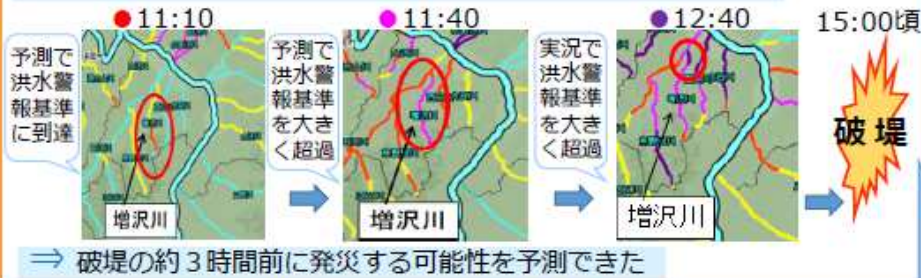 ●11:10
予測で
洪水警
報基準
に到達
増沢川
●11:40
予測で
洪水警
報基準
を大き
く超過
増沢川
●12:40
実況で
洪水警
報基準
を大き
く超過
増沢川
15:00頃
破堤
⇒ 破堤の約3時間前に発災する可能性を予測できた